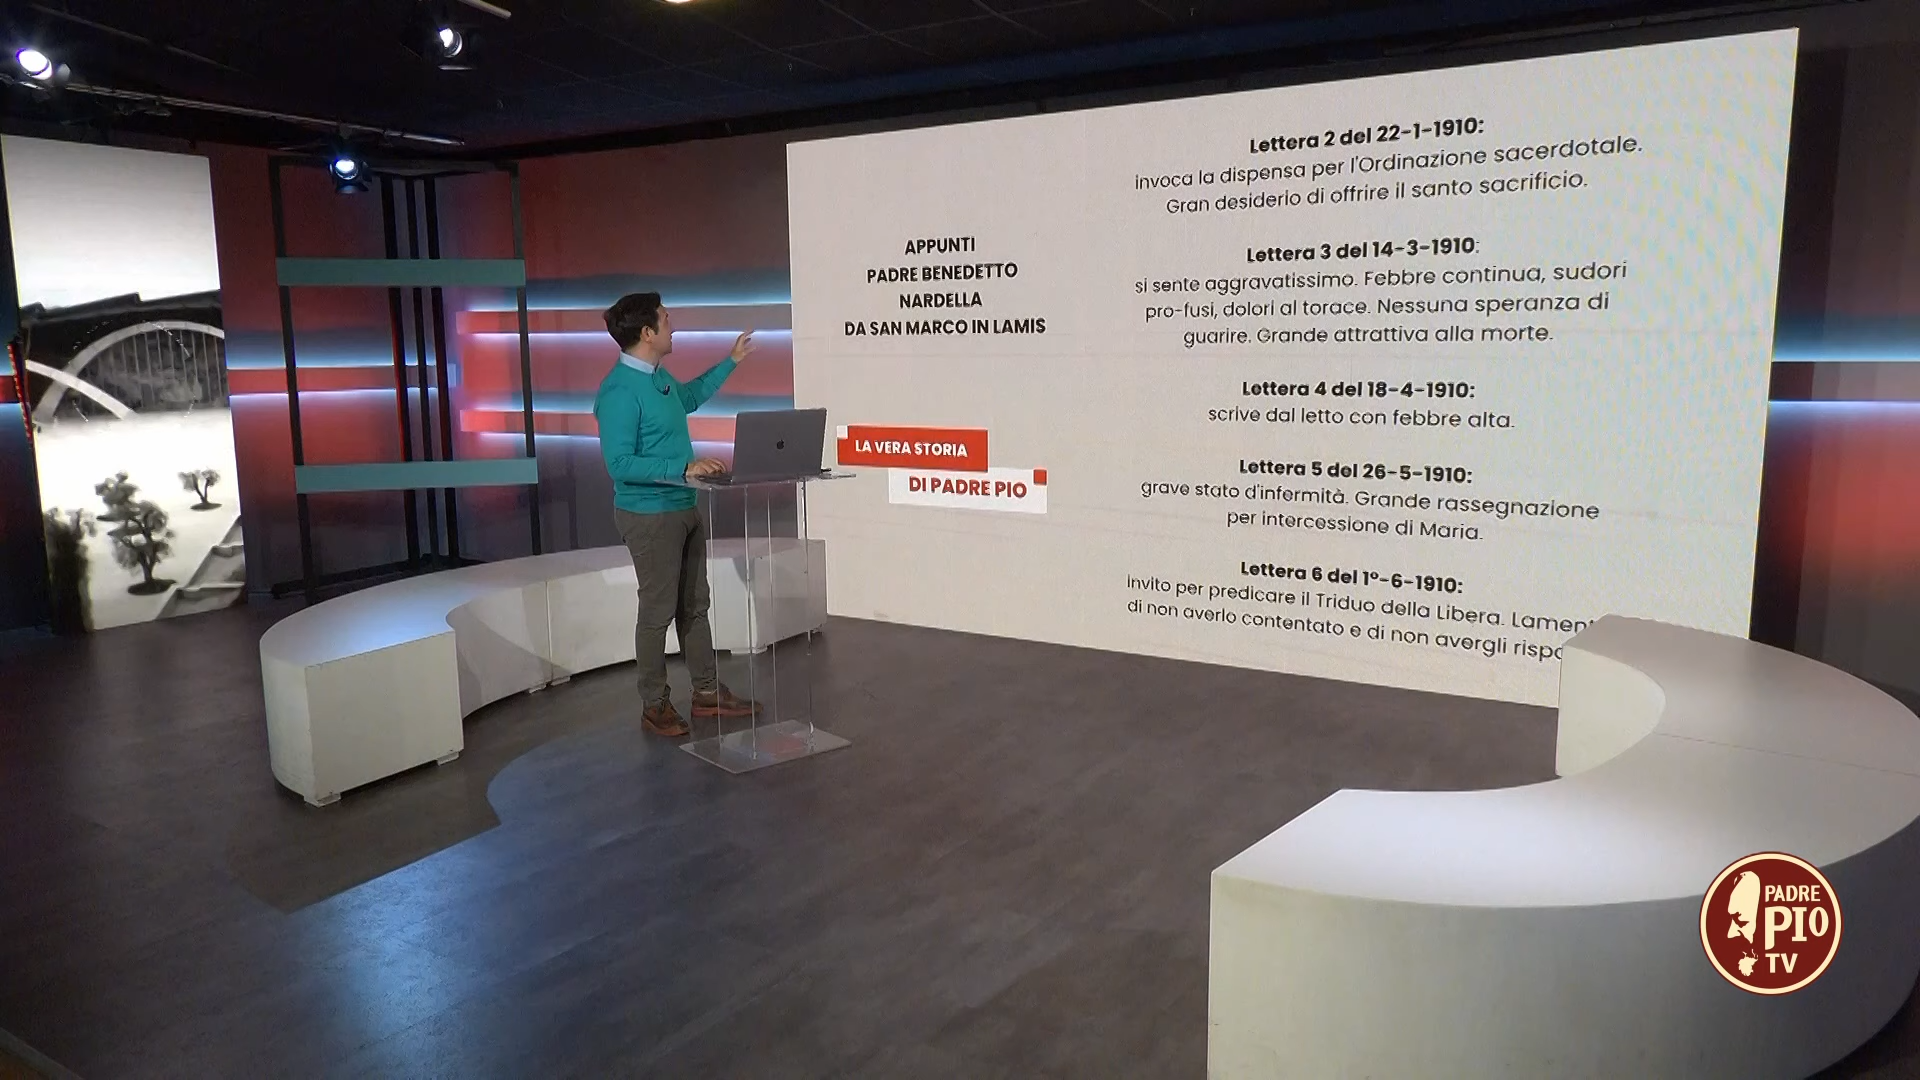 APPUNTI
PADRE BENEDETTO
NARDELLA
DA SAN MARCO IN LAMIS
LA VERA STORIA
DI PADRE PIO
Lettera 2 del 22-1-1910:
invoca la dispensa per l'Ordinazione sacerdotale.
Gran desiderio di offrire il santo sacrificio.
Lettera 3 del 14-3-1910:
si sente aggravatissimo. Febbre continua, sudori
pro-fusi, dolori al torace. Nessuna speranza di
guarire. Grande attrattiva alla morte.
Lettera 4 del 18-4-1910:
scrive dal letto con febbre alta.
Lettera 5 del 26-5-1910:
grave stato d'infermità. Grande rassegnazione
per intercessione di Maria.
Lettera 6 del 1°-6-1910:
invito per predicare il Triduo della Libera.
di non averlo contentato e di non avergli
PADRE
PIO
TV